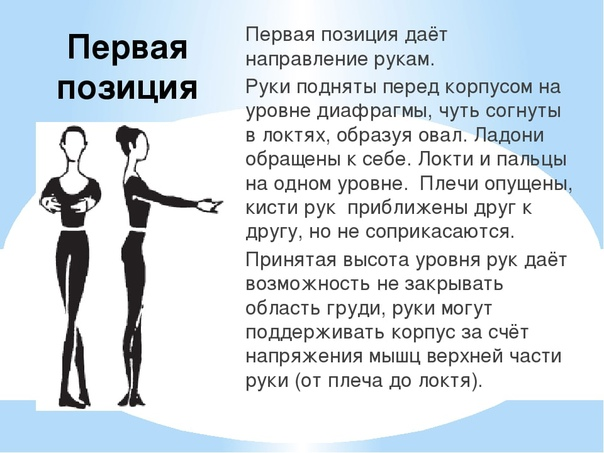 Первая
позиция
Первая позиция даёт
направление рукам.
Руки подняты перед корпусом на
уровне диафрагмы, чуть согнуты
в локтях, образуя овал. Ладони
обращены к себе. Локти и пальцы
на одном уровне.  Плечи опущены,
кисти рук  приближены друг к
другу, но не соприкасаются.
Принятая высота уровня рук даёт
возможность не закрывать
область груди, руки могут
поддерживать корпус за счёт
напряжения мышц верхней части
руки (от плеча до локтя).